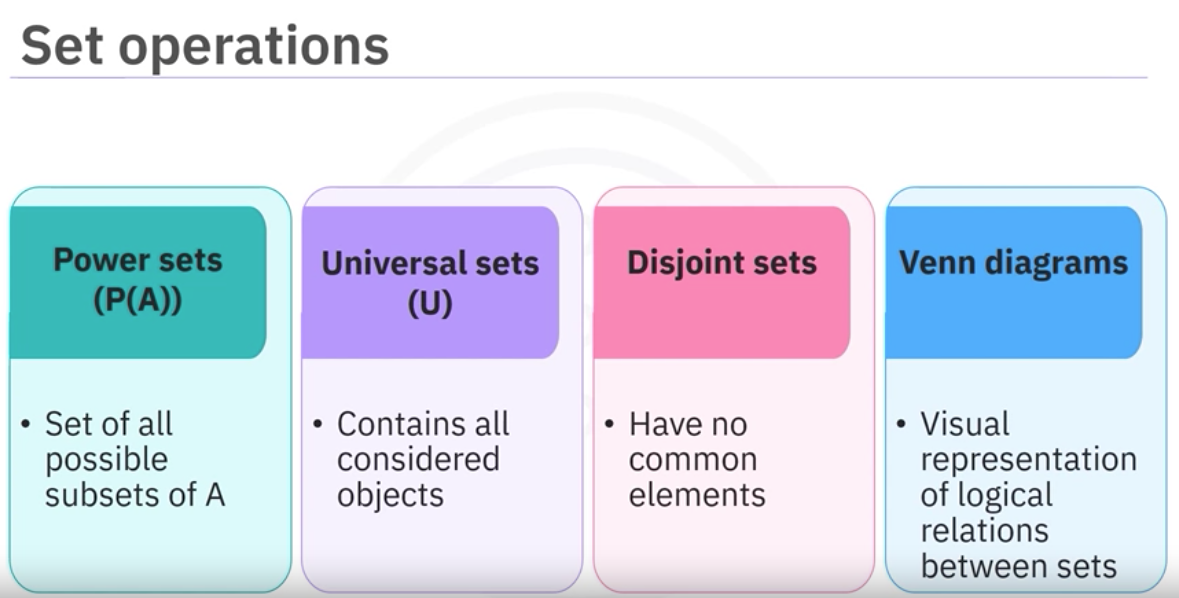 Set operations
Power sets
(P(A))
• Set of all
possible
subsets of A
Universal sets
(U)
• Contains all
considered
objects
Disjoint sets
• Have no
common
elements
Venn diagrams
• Visual
representation
of logical
relations
between sets